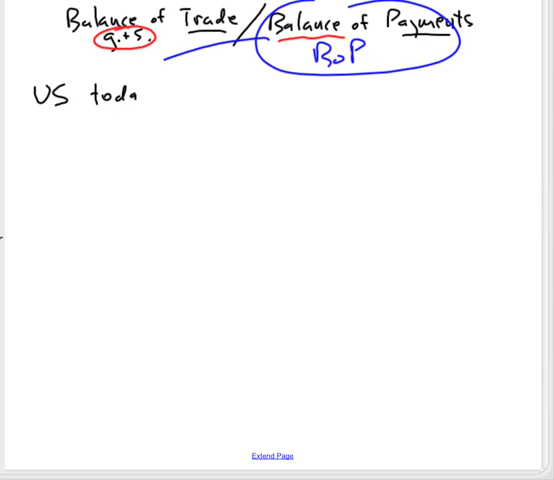 Balance of Trade / Balance of Payments
g.+s.
BoP
US toda
Extend Page